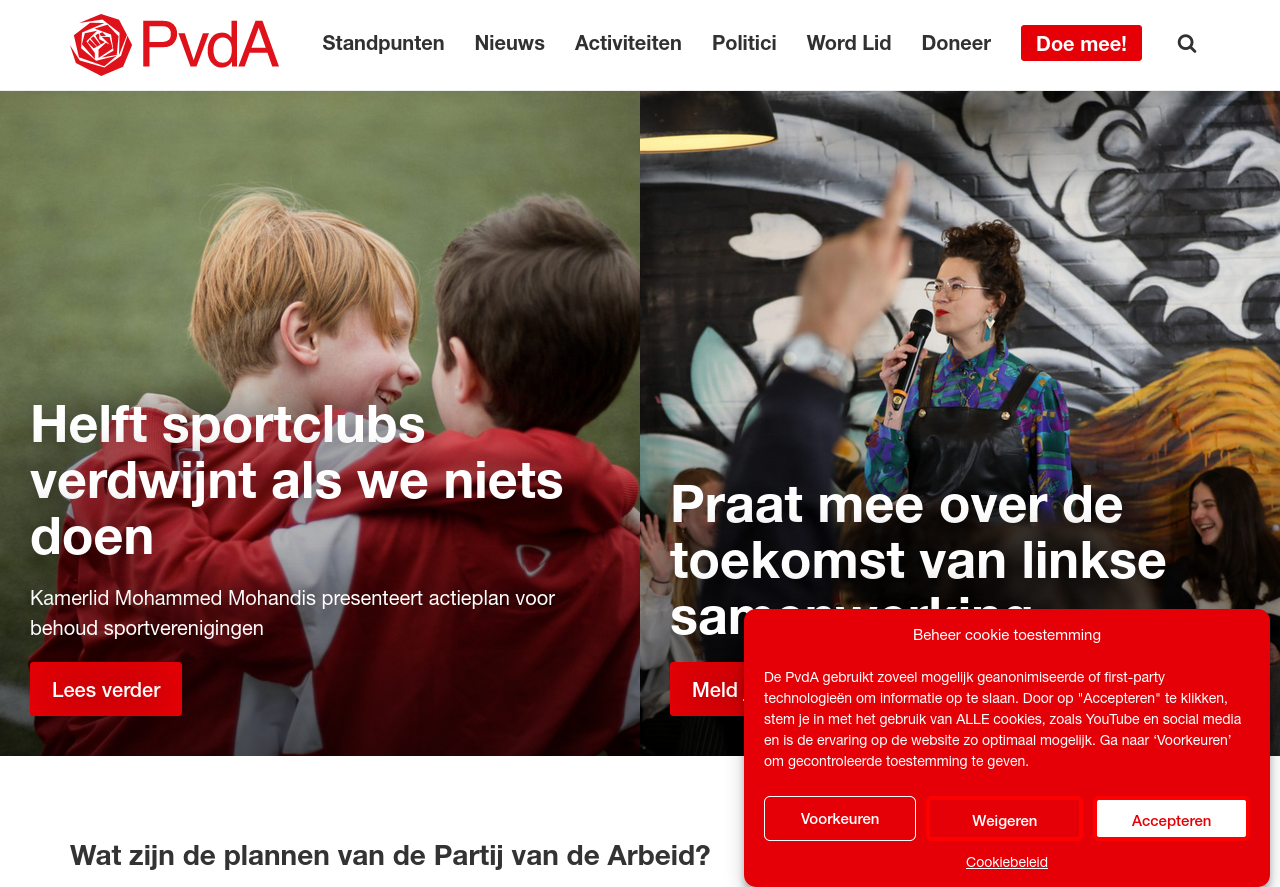 PvdA
Standpunten
Nieuws
Activiteiten
Politici
Word Lid
Doneer
Doe mee!
Helft sportclubs
verdwijnt als we niets
doen
Kamerlid Mohammed Mohandis presenteert actieplan voor
behoud sportverenigingen
Lees verder
Praat mee over de
toekomst van linkse
samenwerking
Meld
Beheer cookie toestemming
De PvdA gebruikt zoveel mogelijk geanonimiseerde of first-party
technologieën om informatie op te slaan. Door op "Accepteren" te klikken,
stem je in met het gebruik van ALLE cookies, zoals YouTube en social media
en is de ervaring op de website zo optimaal mogelijk. Ga naar ‘Voorkeuren’
om gecontroleerde toestemming te geven.
Voorkeuren
Weigeren
Accepteren
Cookiebeleid
Wat zijn de plannen van de Partij van de Arbeid?